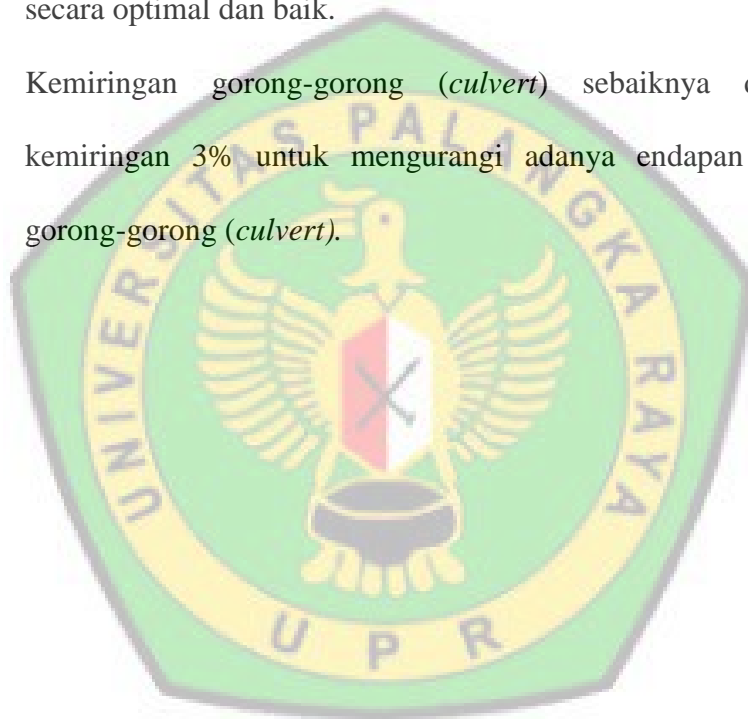 secara optimal dan baik.
Kemiringan gorong-gorong (culvert) sebaiknya
kemiringan 3% untuk mengurangi adanya endapan
gorong-gorong (culvert).
UNIVERSITAS PALANGKA RAYA
UPR